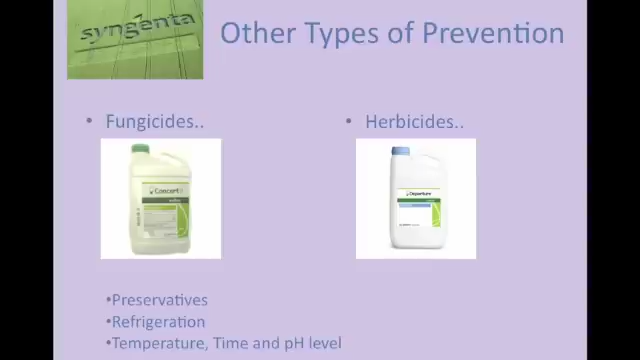 syngenta
Other Types of Prevention
• Fungicides..
• Herbicides..
Concert II
Departure
•Preservatives
•Refrigeration
•Temperature, Time and pH level